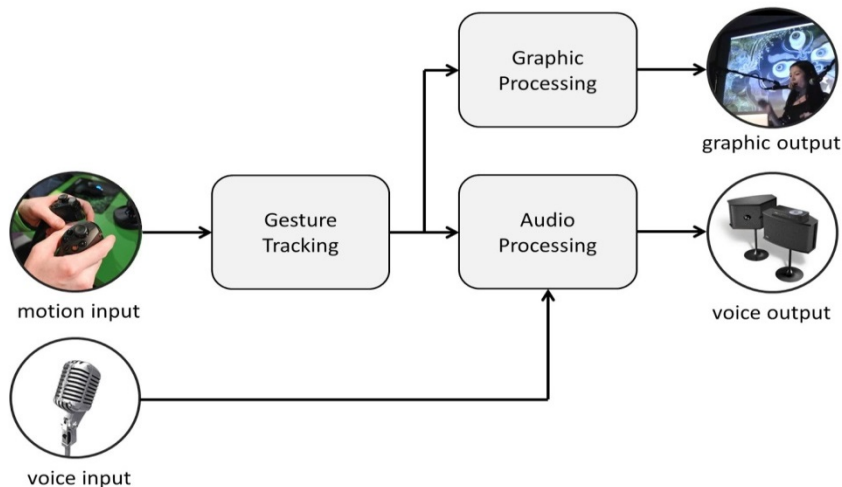 Graphic
Processing
graphic output
Gesture
Tracking
Audio
Processing
motion input
voice output
voice input